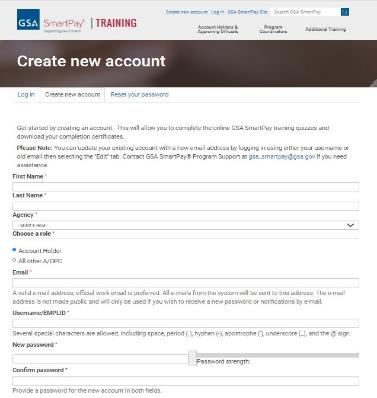 Create new account Log In GSA SmartPay Site Search GSA SmartPay
GSA SmartPay® | TRAINING
Account Holders & Approving Officials
Program Coordinators
Additional Training
Create new account
Log in Create new account Reset your password
Get started by creating an account. This will allow you to complete the online GSA SmartPay training quizzes and
download your completion certificates.
Please Note: You can update your existing account with a new email address by logging in using either your username or
old email then selecting the "Edit" tab. Contact GSA SmartPay® Program Support at gsa_smartpay@gsa.gov if you need
assistance.
First Name *
Last Name *
Agency *
- Select a value -
Choose a role *
Account Holder
All other A/OPC
Email *
A valid e-mail address, official work email is preferred. All e-mails from the system will be sent to this address. The e-mail
address is not made public and will only be used if you wish to receive a new password or notifications by e-mail.
Username/EMPLID *
Several special characters are allowed, including space, period (.), hyphen (-), apostrophe ('), underscore (_), and the @ sign.
New password *
Password strength:
Confirm password *
Provide a password for the new account in both fields.